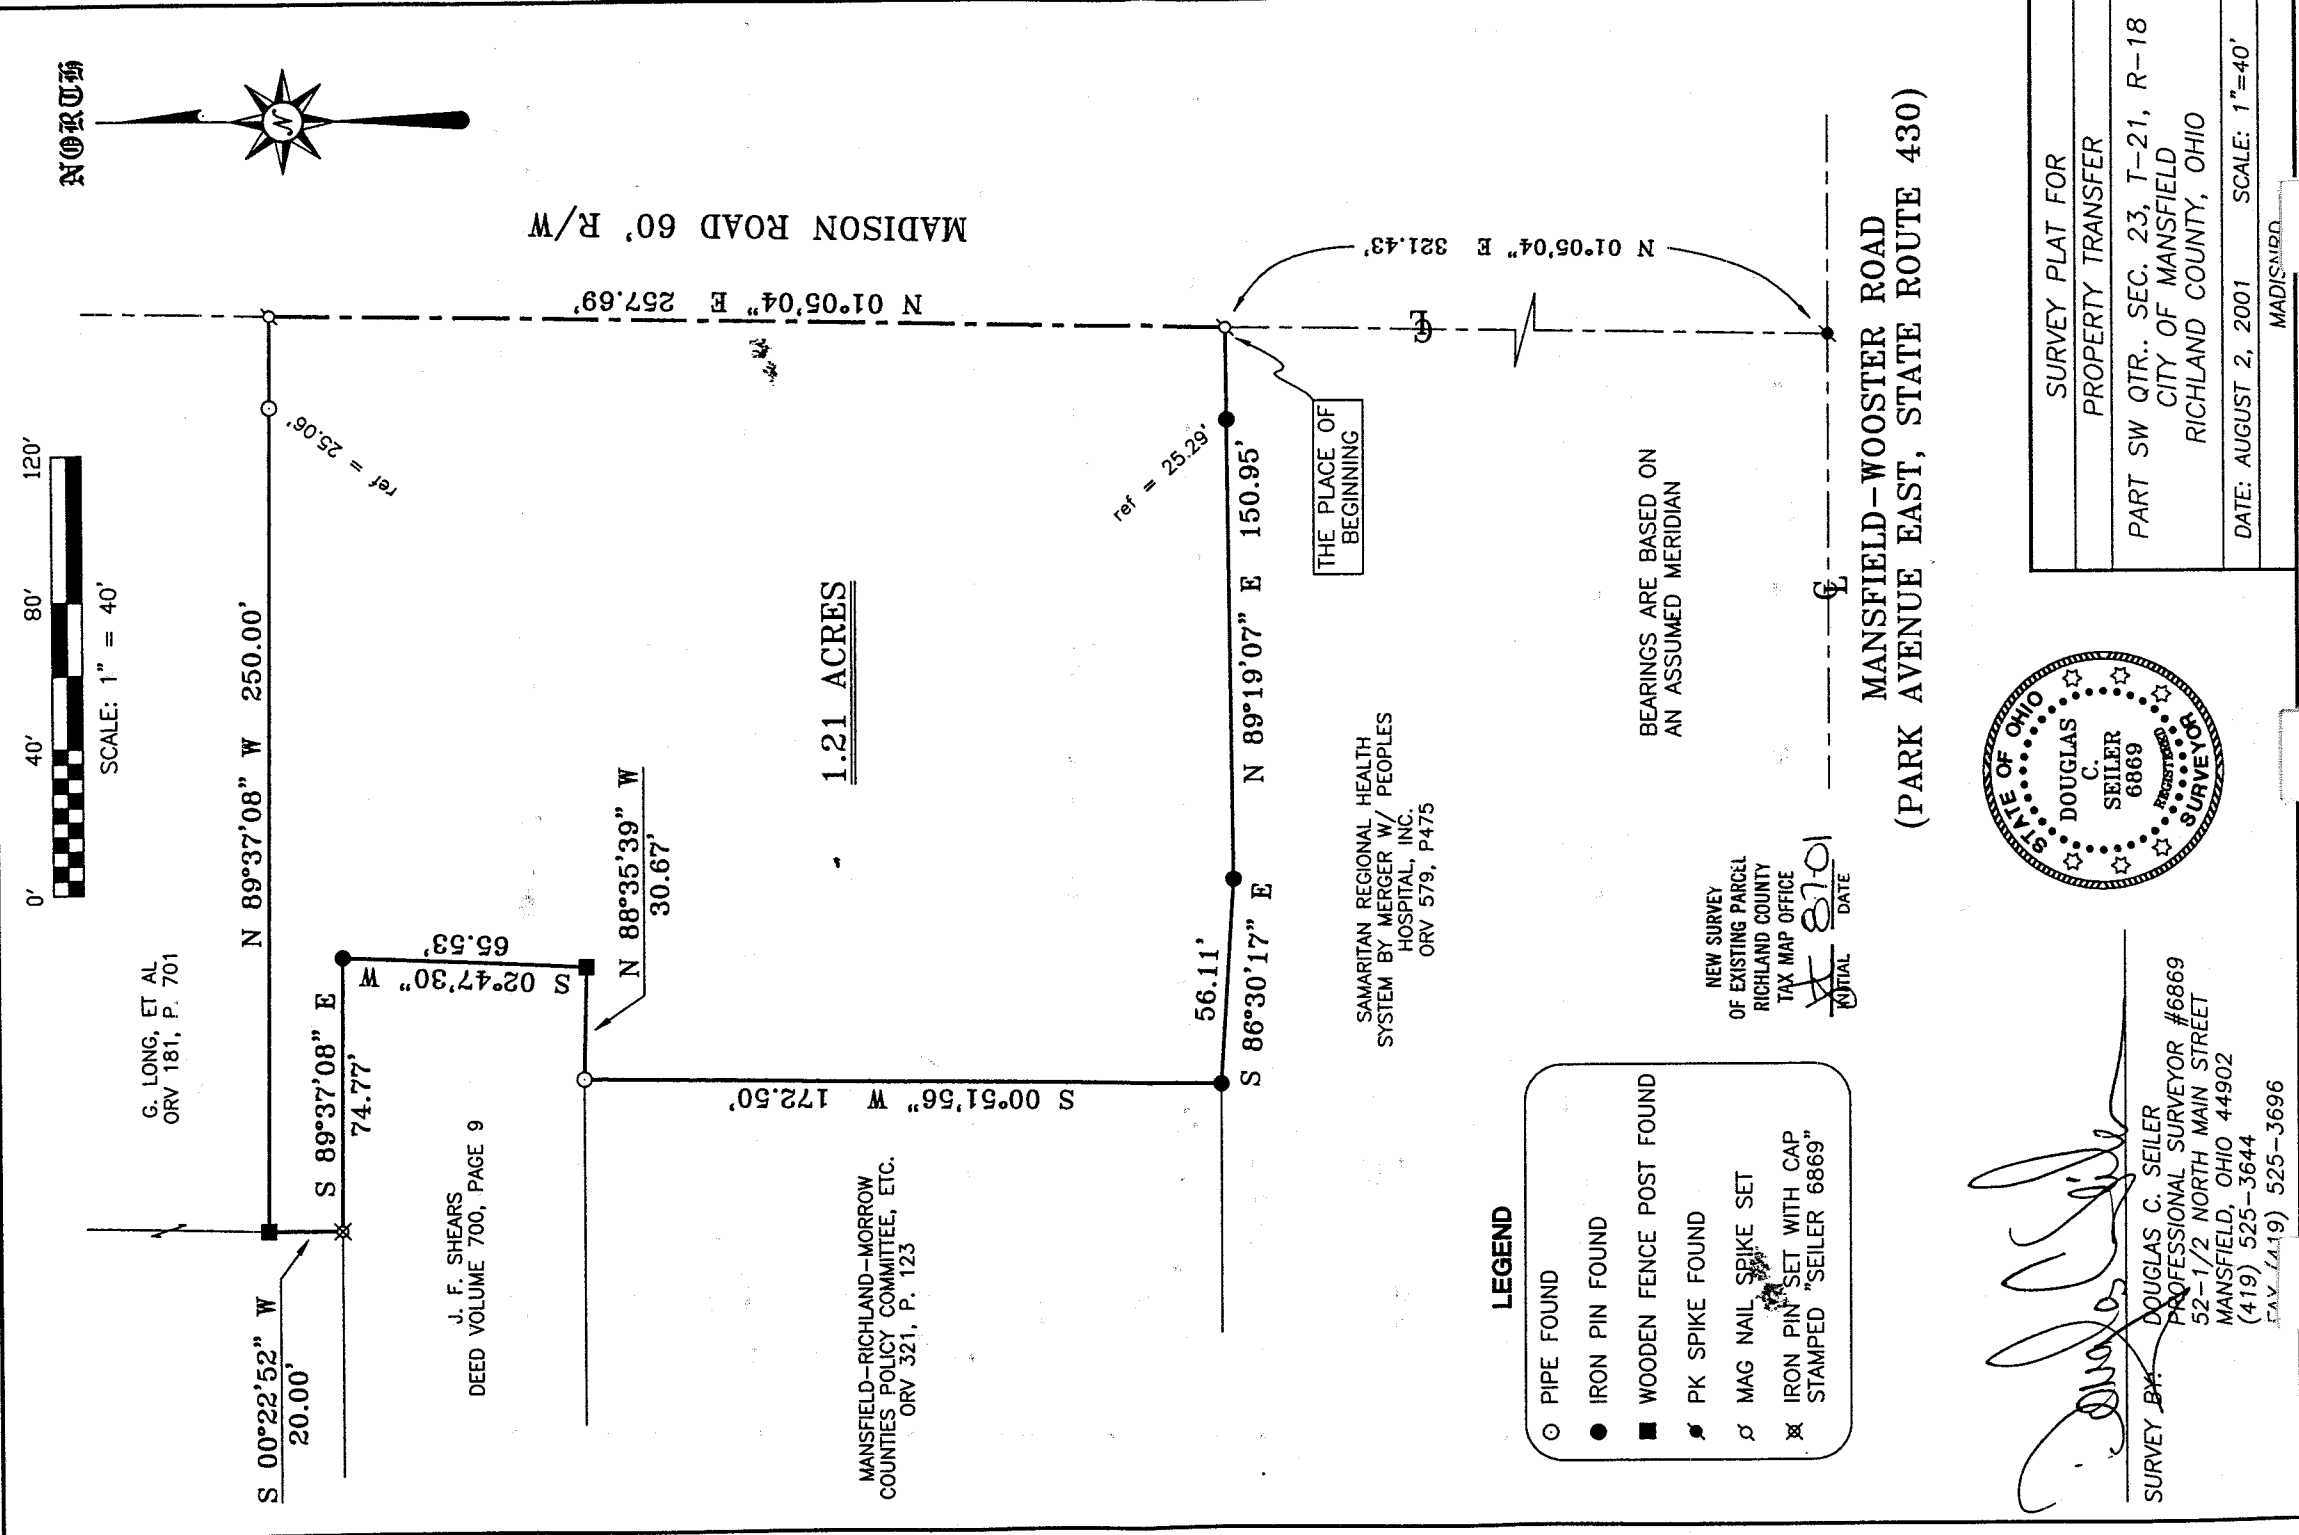 NORTH
N
0' 40' 80' 120'
SCALE: 1" = 40'
G. LONG, ET AL
ORV 181, P. 701
N 89°37'08" W 250.00'
S 00°22'52" W
20.00'
S 89°37'08" E
74.77'
S 02°47'30" W
65.53'
N 88°35'39" W
30.67'
J. F. SHEARS
DEED VOLUME 700, PAGE 9
S 00°51'56" W 172.50'
MANSFIELD-RICHLAND-MORROW
COUNTIES POLICY COMMITTEE, ETC.
ORV 321, P. 123
1.21 ACRES
ref = 25.06'
N 01°05'04" E 257.69'
MADISON ROAD 60' R/W
56.11'
S 86°30'17" E
N 89°19'07" E 150.95'
ref = 25.29'
THE PLACE OF
BEGINNING
N 01°05'04" E 321.43'
CL
SAMARITAN REGIONAL HEALTH
SYSTEM BY MERGER W/ PEOPLES
HOSPITAL, INC.
ORV 579, P475
BEARINGS ARE BASED ON
AN ASSUMED MERIDIAN
CL
MANSFIELD-WOOSTER ROAD
(PARK AVENUE EAST, STATE ROUTE 430)
NEW SURVEY
OF EXISTING PARCEL
RICHLAND COUNTY
TAX MAP OFFICE
8-7-01
INITIAL DATE
LEGEND
PIPE FOUND
IRON PIN FOUND
WOODEN FENCE POST FOUND
PK SPIKE FOUND
MAG NAIL SPIKE SET
IRON PIN SET WITH CAP
STAMPED "SEILER 6869"
SURVEY BY: DOUGLAS C. SEILER
PROFESSIONAL SURVEYOR #6869
52-1/2 NORTH MAIN STREET
MANSFIELD, OHIO 44902
(419) 525-3644
FAX (419) 525-3696
STATE OF OHIO
DOUGLAS
C.
SEILER
6869
REGISTERED
SURVEYOR
SURVEY PLAT FOR
PROPERTY TRANSFER
PART SW QTR.. SEC. 23, T-21, R-18
CITY OF MANSFIELD
RICHLAND COUNTY, OHIO
DATE: AUGUST 2, 2001 SCALE: 1"=40'
MADISNRD